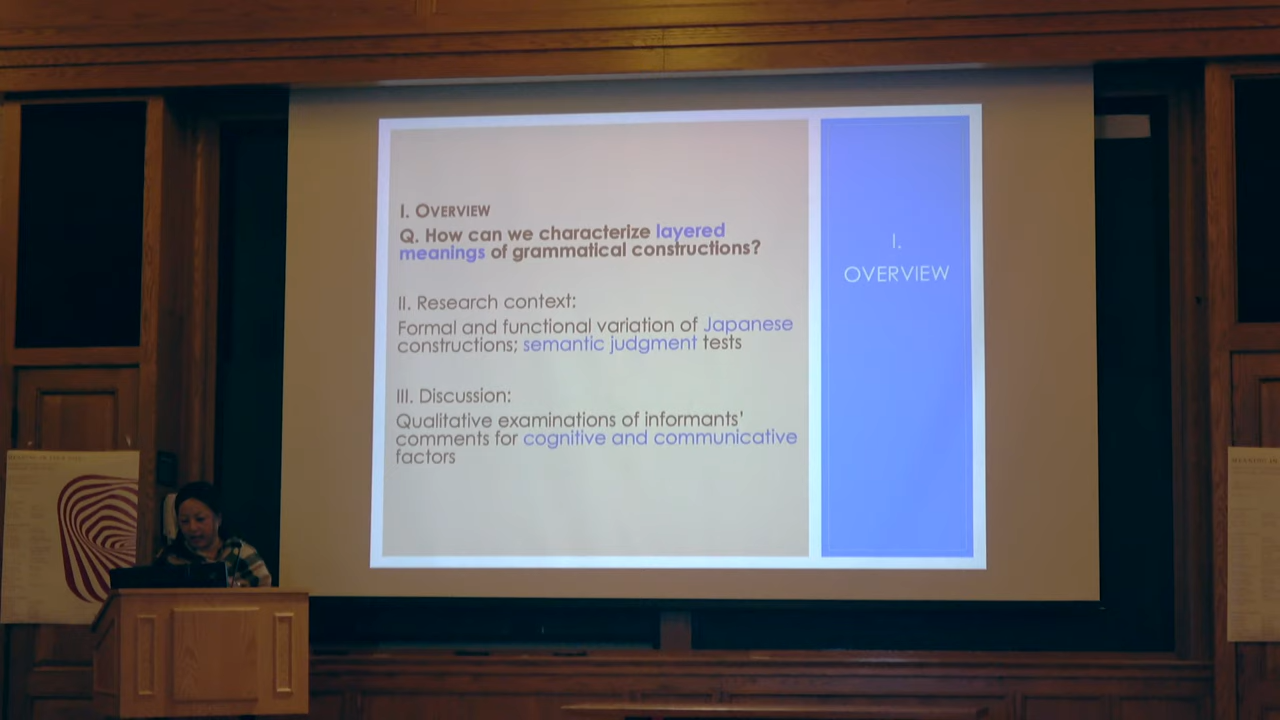 I. OVERVIEW
Q. How can we characterize layered
meanings of grammatical constructions?
II. Research context:
Formal and functional variation of Japanese
constructions; semantic judgment tests
III. Discussion:
Qualitative examinations of informants'
comments for cognitive and communicative
factors
I.
OVERVIEW